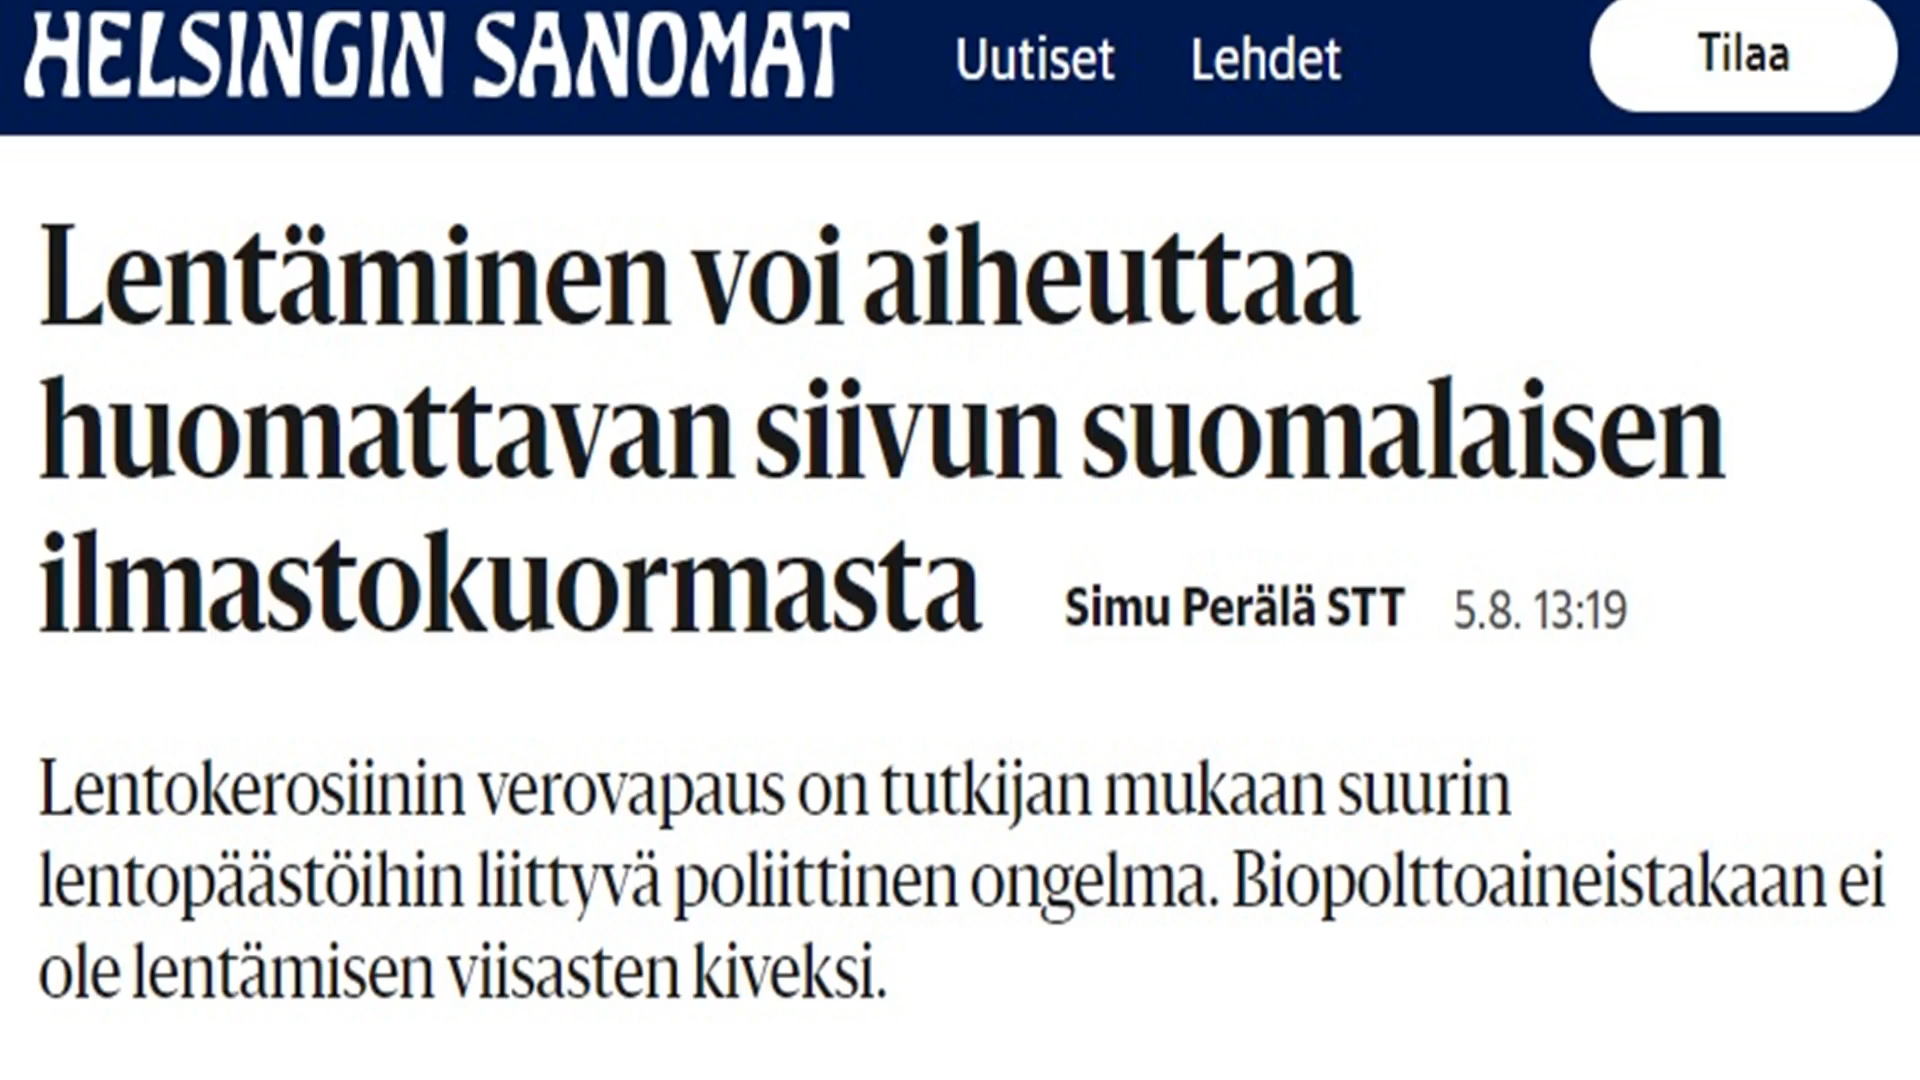 HELSINGIN SANOMAT Uutiset Lehdet Tilaa
Lentäminen voi aiheuttaa
huomattavan siivun suomalaisen
ilmastokuormasta Simu Perälä STT 5.8. 13:19
Lentokerosiinin verovapaus on tutkijan mukaan suurin
lentopäästöihin liittyvä poliittinen ongelma. Biopolttoaineistakaan ei
ole lentämisen viisasten kiveksi.